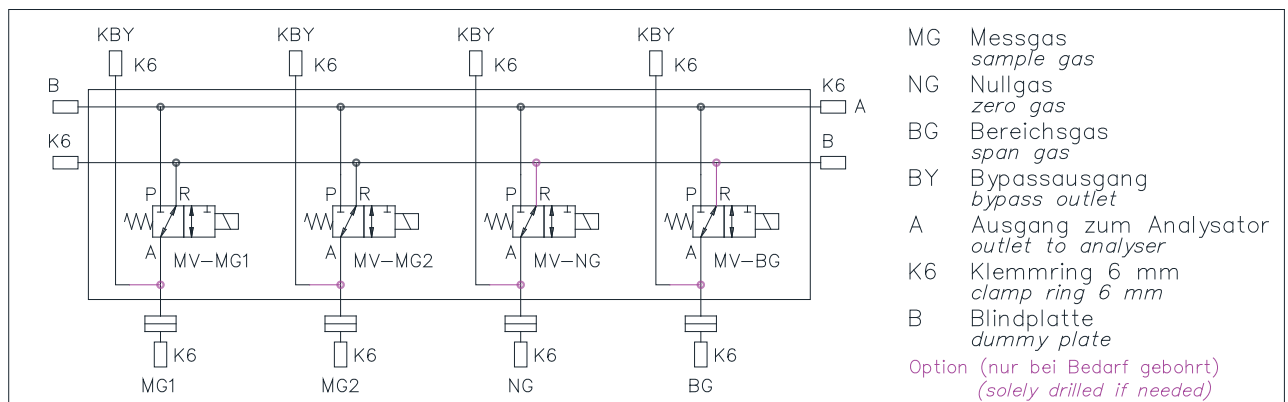 KBY KBY KBY KBY
K6 K6 K6 K6
B K6 A
K6 B
P R P R P R P R
A A A A
MV-MG1 MV-MG2 MV-NG MV-BG
K6 K6 K6 K6
MG1 MG2 NG BG
MG Messgas
sample gas
NG Nullgas
zero gas
BG Bereichsgas
span gas
BY Bypassausgang
bypass outlet
A Ausgang zum Analysator
outlet to analyser
K6 Klemmring 6 mm
clamp ring 6 mm
B Blindplatte
dummy plate
Option (nur bei Bedarf gebohrt)
(solely drilled if needed)